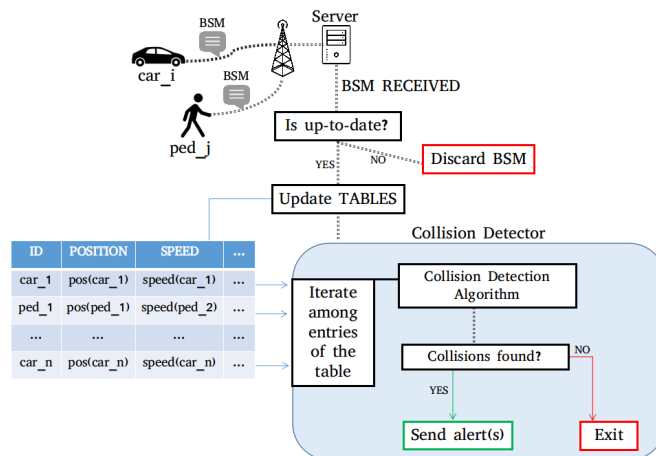 Server
BSM
car_i
BSM
BSM RECEIVED
ped_j
Is up-to-date?
YES
NO
Discard BSM
Update TABLES
Collision Detector
ID POSITION SPEED ...
car_1 pos(car_1) speed(car_1) ...
ped_1 pos(ped_1) speed(ped_2) ...
... ... ... ...
car_n pos(car_n) speed(car_n) ...
Iterate
among
entries
of the
table
Collision Detection
Algorithm
Collisions found?
NO
YES
Send alert(s)
Exit